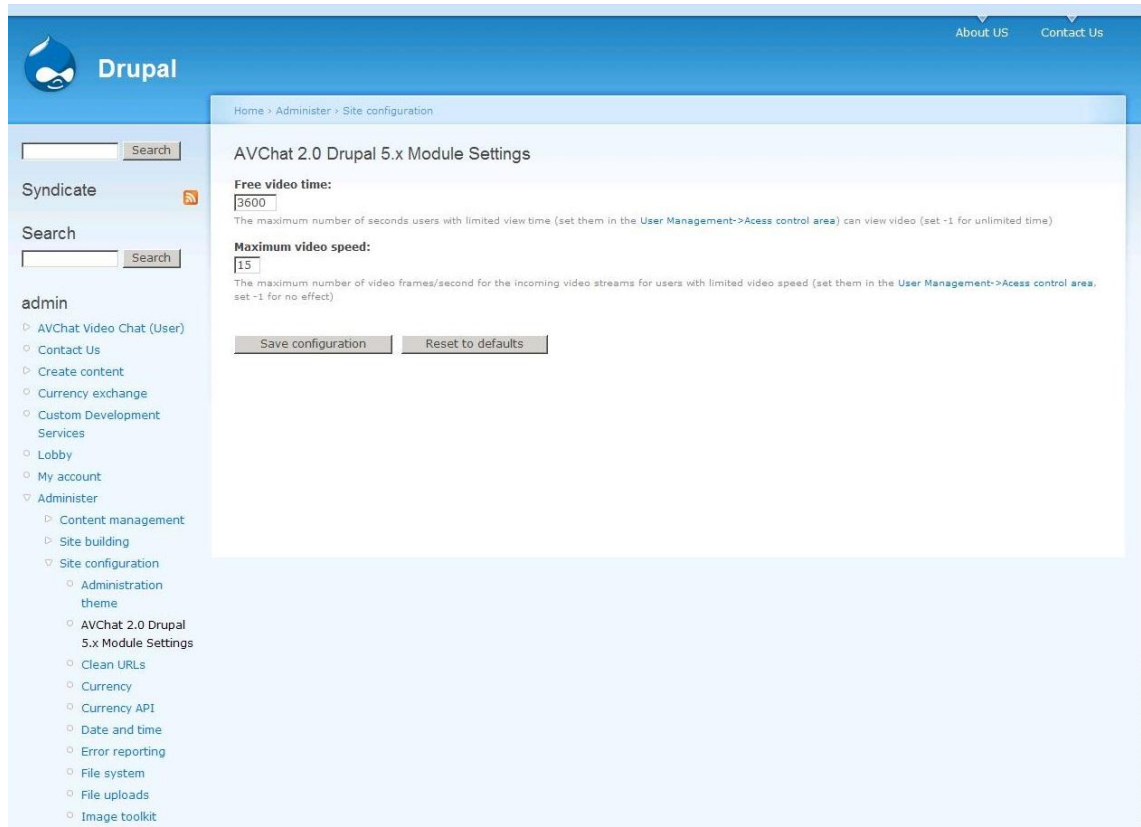 About US
Contact Us
Drupal
Home › Administer › Site configuration
Search
Syndicate
Search
Search
admin
AVChat Video Chat (User)
Contact Us
Create content
Currency exchange
Custom Development
Services
Lobby
My account
Administer
Content management
Site building
Site configuration
Administration
theme
AVChat 2.0 Drupal
5.x Module Settings
Clean URLs
Currency
Currency API
Date and time
Error reporting
File system
File uploads
Image toolkit
AVChat 2.0 Drupal 5.x Module Settings
Free video time:
3600
The maximum number of seconds users with limited view time (set them in the User Management->Acess control area) can view video (set -1 for unlimited time)
Maximum video speed:
15
The maximum number of video frames/second for the incoming video streams for users with limited video speed (set them in the User Management->Acess control area,
set -1 for no effect)
Save configuration
Reset to defaults